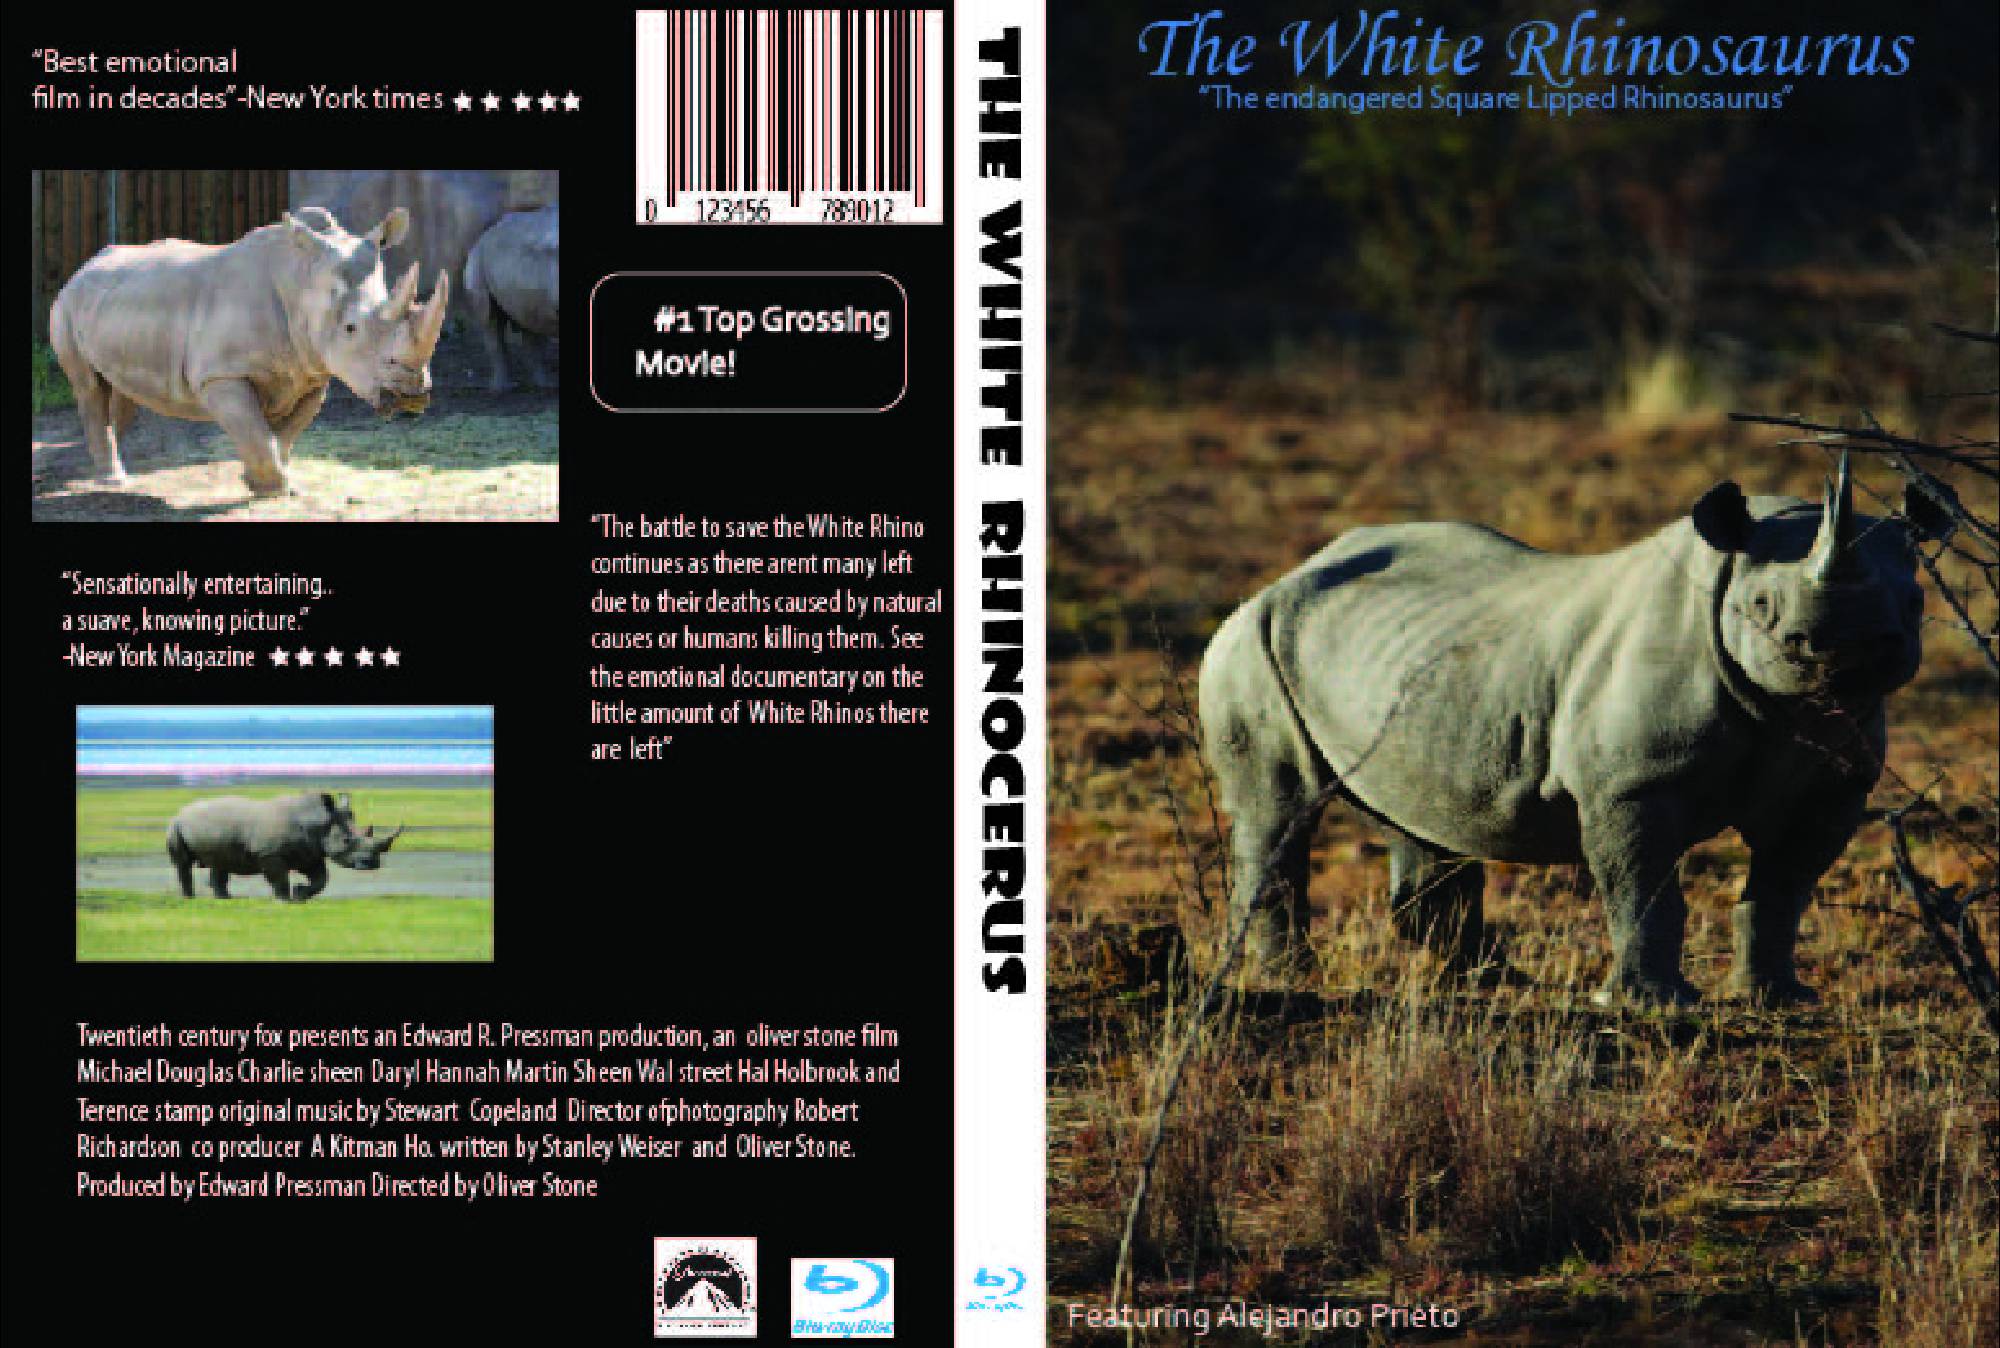 “Best emotional
film in decades”-New York times
0 123456 789012
#1 Top Grossing
Movie!
“The battle to save the White Rhino
continues as there arent many left
due to their deaths caused by natural
causes or humans killing them. See
the emotional documentary on the
little amount of White Rhinos there
are left”
“Sensationally entertaining..
a suave, knowing picture.”
-New York Magazine
Twentieth century fox presents an Edward R. Pressman production, an oliver stone film
Michael Douglas Charlie sheen Daryl Hannah Martin Sheen Wal street Hal Holbrook and
Terence stamp original music by Stewart Copeland Director ofphotography Robert
Richardson co producer A Kitman Ho. written by Stanley Weiser and Oliver Stone.
Produced by Edward Pressman Directed by Oliver Stone
Paramount
Blu-ray Disc
THE WHITE RHINOCERUS
The White Rhinosaurus
“The endangered Square Lipped Rhinosaurus”
Featuring Alejandro Prieto